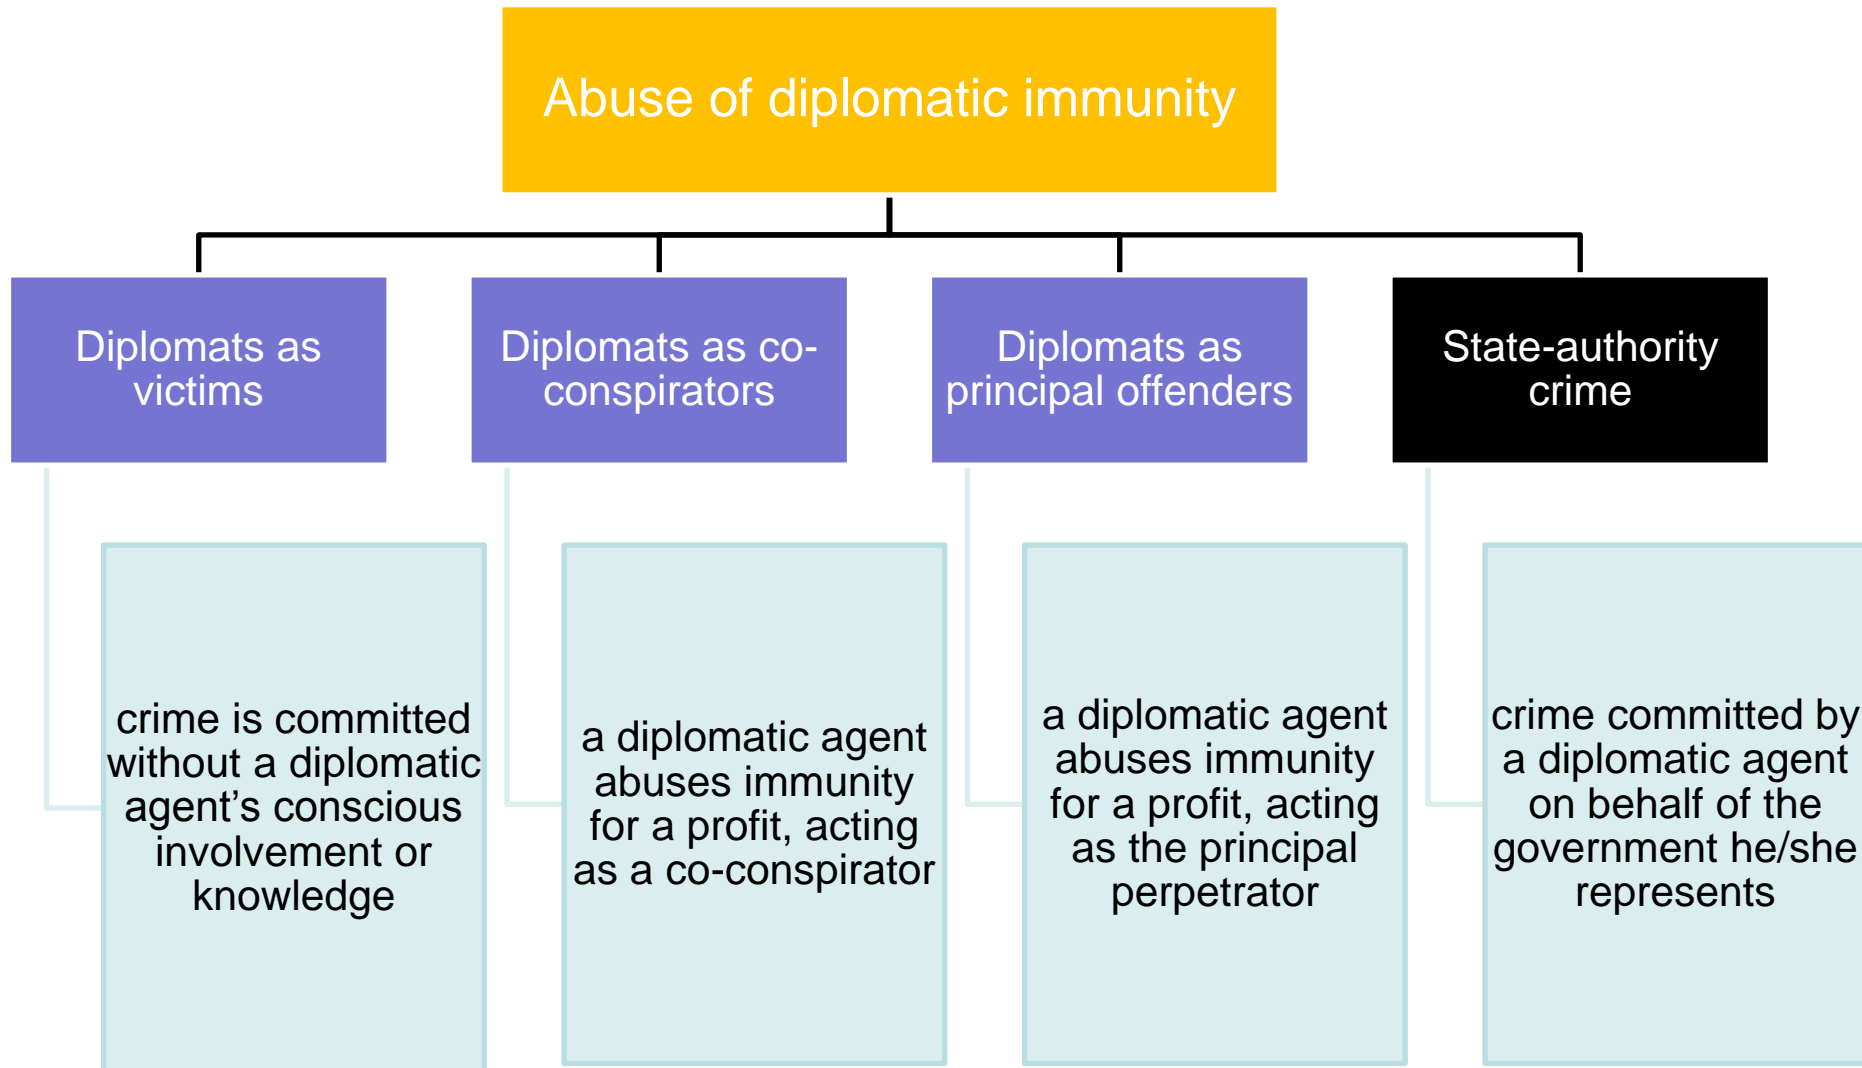 Abuse of diplomatic immunity
Diplomats as
victims
Diplomats as co-
conspirators
Diplomats as
principal offenders
State-authority
crime
crime is committed
without a diplomatic
agent’s conscious
involvement or
knowledge
a diplomatic agent
abuses immunity
for a profit, acting
as a co-conspirator
a diplomatic agent
abuses immunity
for a profit, acting
as the principal
perpetrator
crime committed by
a diplomatic agent
on behalf of the
government he/she
represents